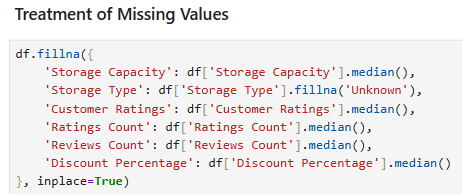 Treatment of Missing Values
df.fillna({
    'Storage Capacity': df['Storage Capacity'].median(),
    'Storage Type': df['Storage Type'].fillna('Unknown'),
    'Customer Ratings': df['Customer Ratings'].median(),
    'Ratings Count': df['Ratings Count'].median(),
    'Reviews Count': df['Reviews Count'].median(),
    'Discount Percentage': df['Discount Percentage'].median()
}, inplace=True)